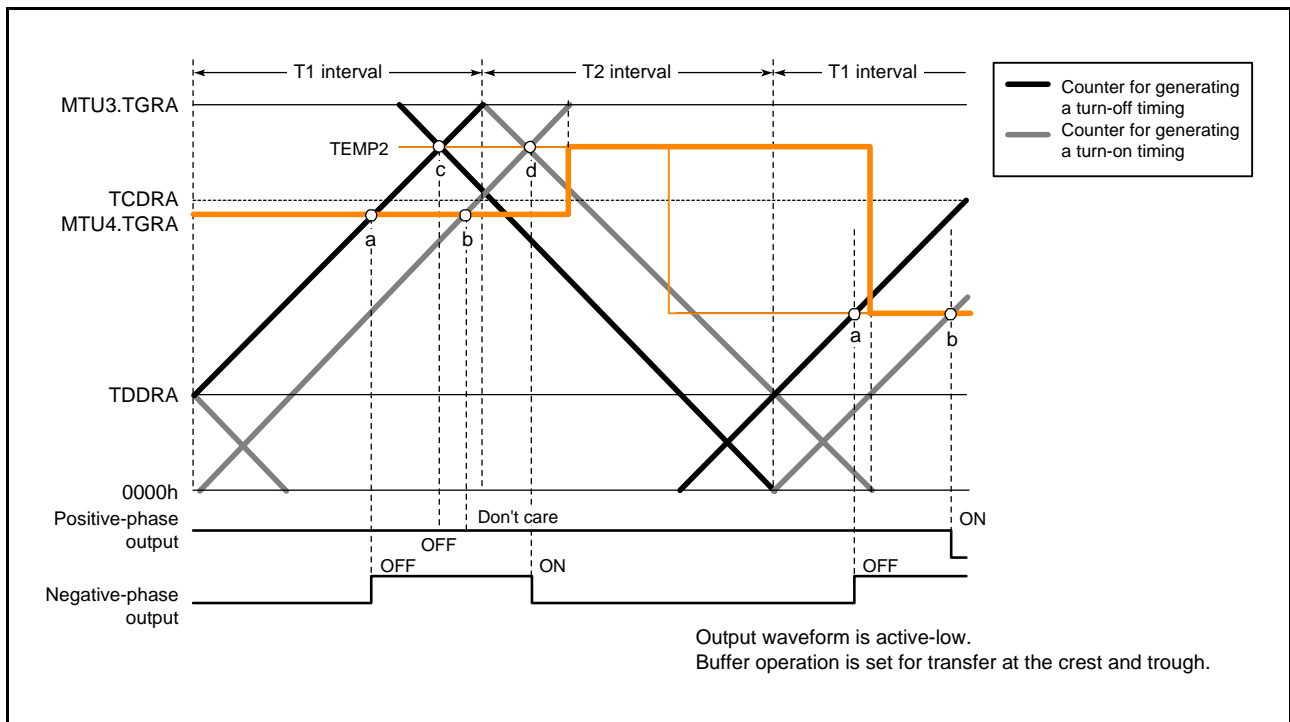 T1 interval
T2 interval
T1 interval
Counter for generating
a turn-off timing
Counter for generating
a turn-on timing
MTU3.TGRA
TEMP2
c
d
TCDRA
MTU4.TGRA
a
b
a
b
TDDRA
0000h
Positive-phase
output
Don't care
OFF
ON
Negative-phase
output
OFF
ON
OFF
Output waveform is active-low.
Buffer operation is set for transfer at the crest and trough.